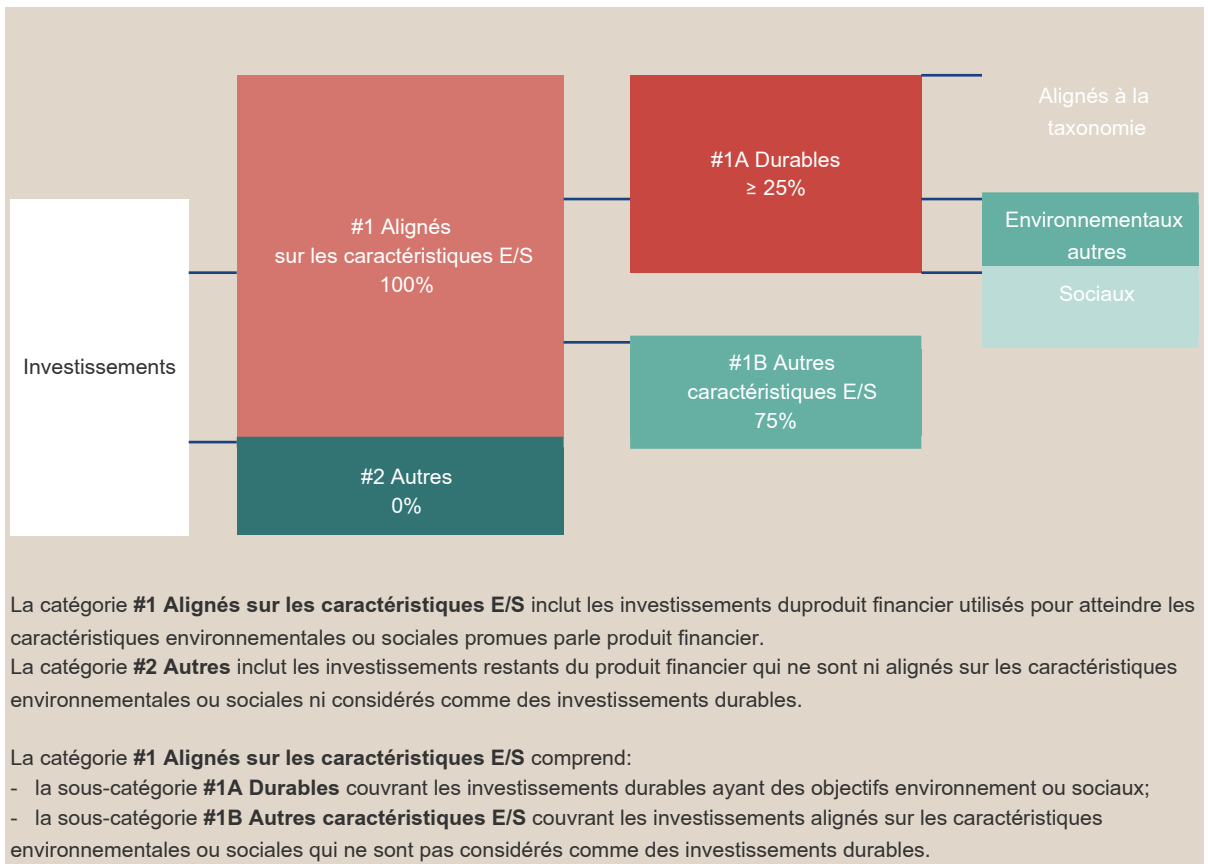 Investissements
#1 Alignés
sur les caractéristiques E/S
100%
#2 Autres
0%
#1A Durables
≥ 25%
#1B Autres
caractéristiques E/S
75%
Alignés à la
taxonomie
Environnementaux
autres
Sociaux
La catégorie #1 Alignés sur les caractéristiques E/S inclut les investissements duproduit financier utilisés pour atteindre les
caractéristiques environnementales ou sociales promues parle produit financier.
La catégorie #2 Autres inclut les investissements restants du produit financier qui ne sont ni alignés sur les caractéristiques
environnementales ou sociales ni considérés comme des investissements durables.
La catégorie #1 Alignés sur les caractéristiques E/S comprend:
- la sous-catégorie #1A Durables couvrant les investissements durables ayant des objectifs environnement ou sociaux;
- la sous-catégorie #1B Autres caractéristiques E/S couvrant les investissements alignés sur les caractéristiques
environnementales ou sociales qui ne sont pas considérés comme des investissements durables.